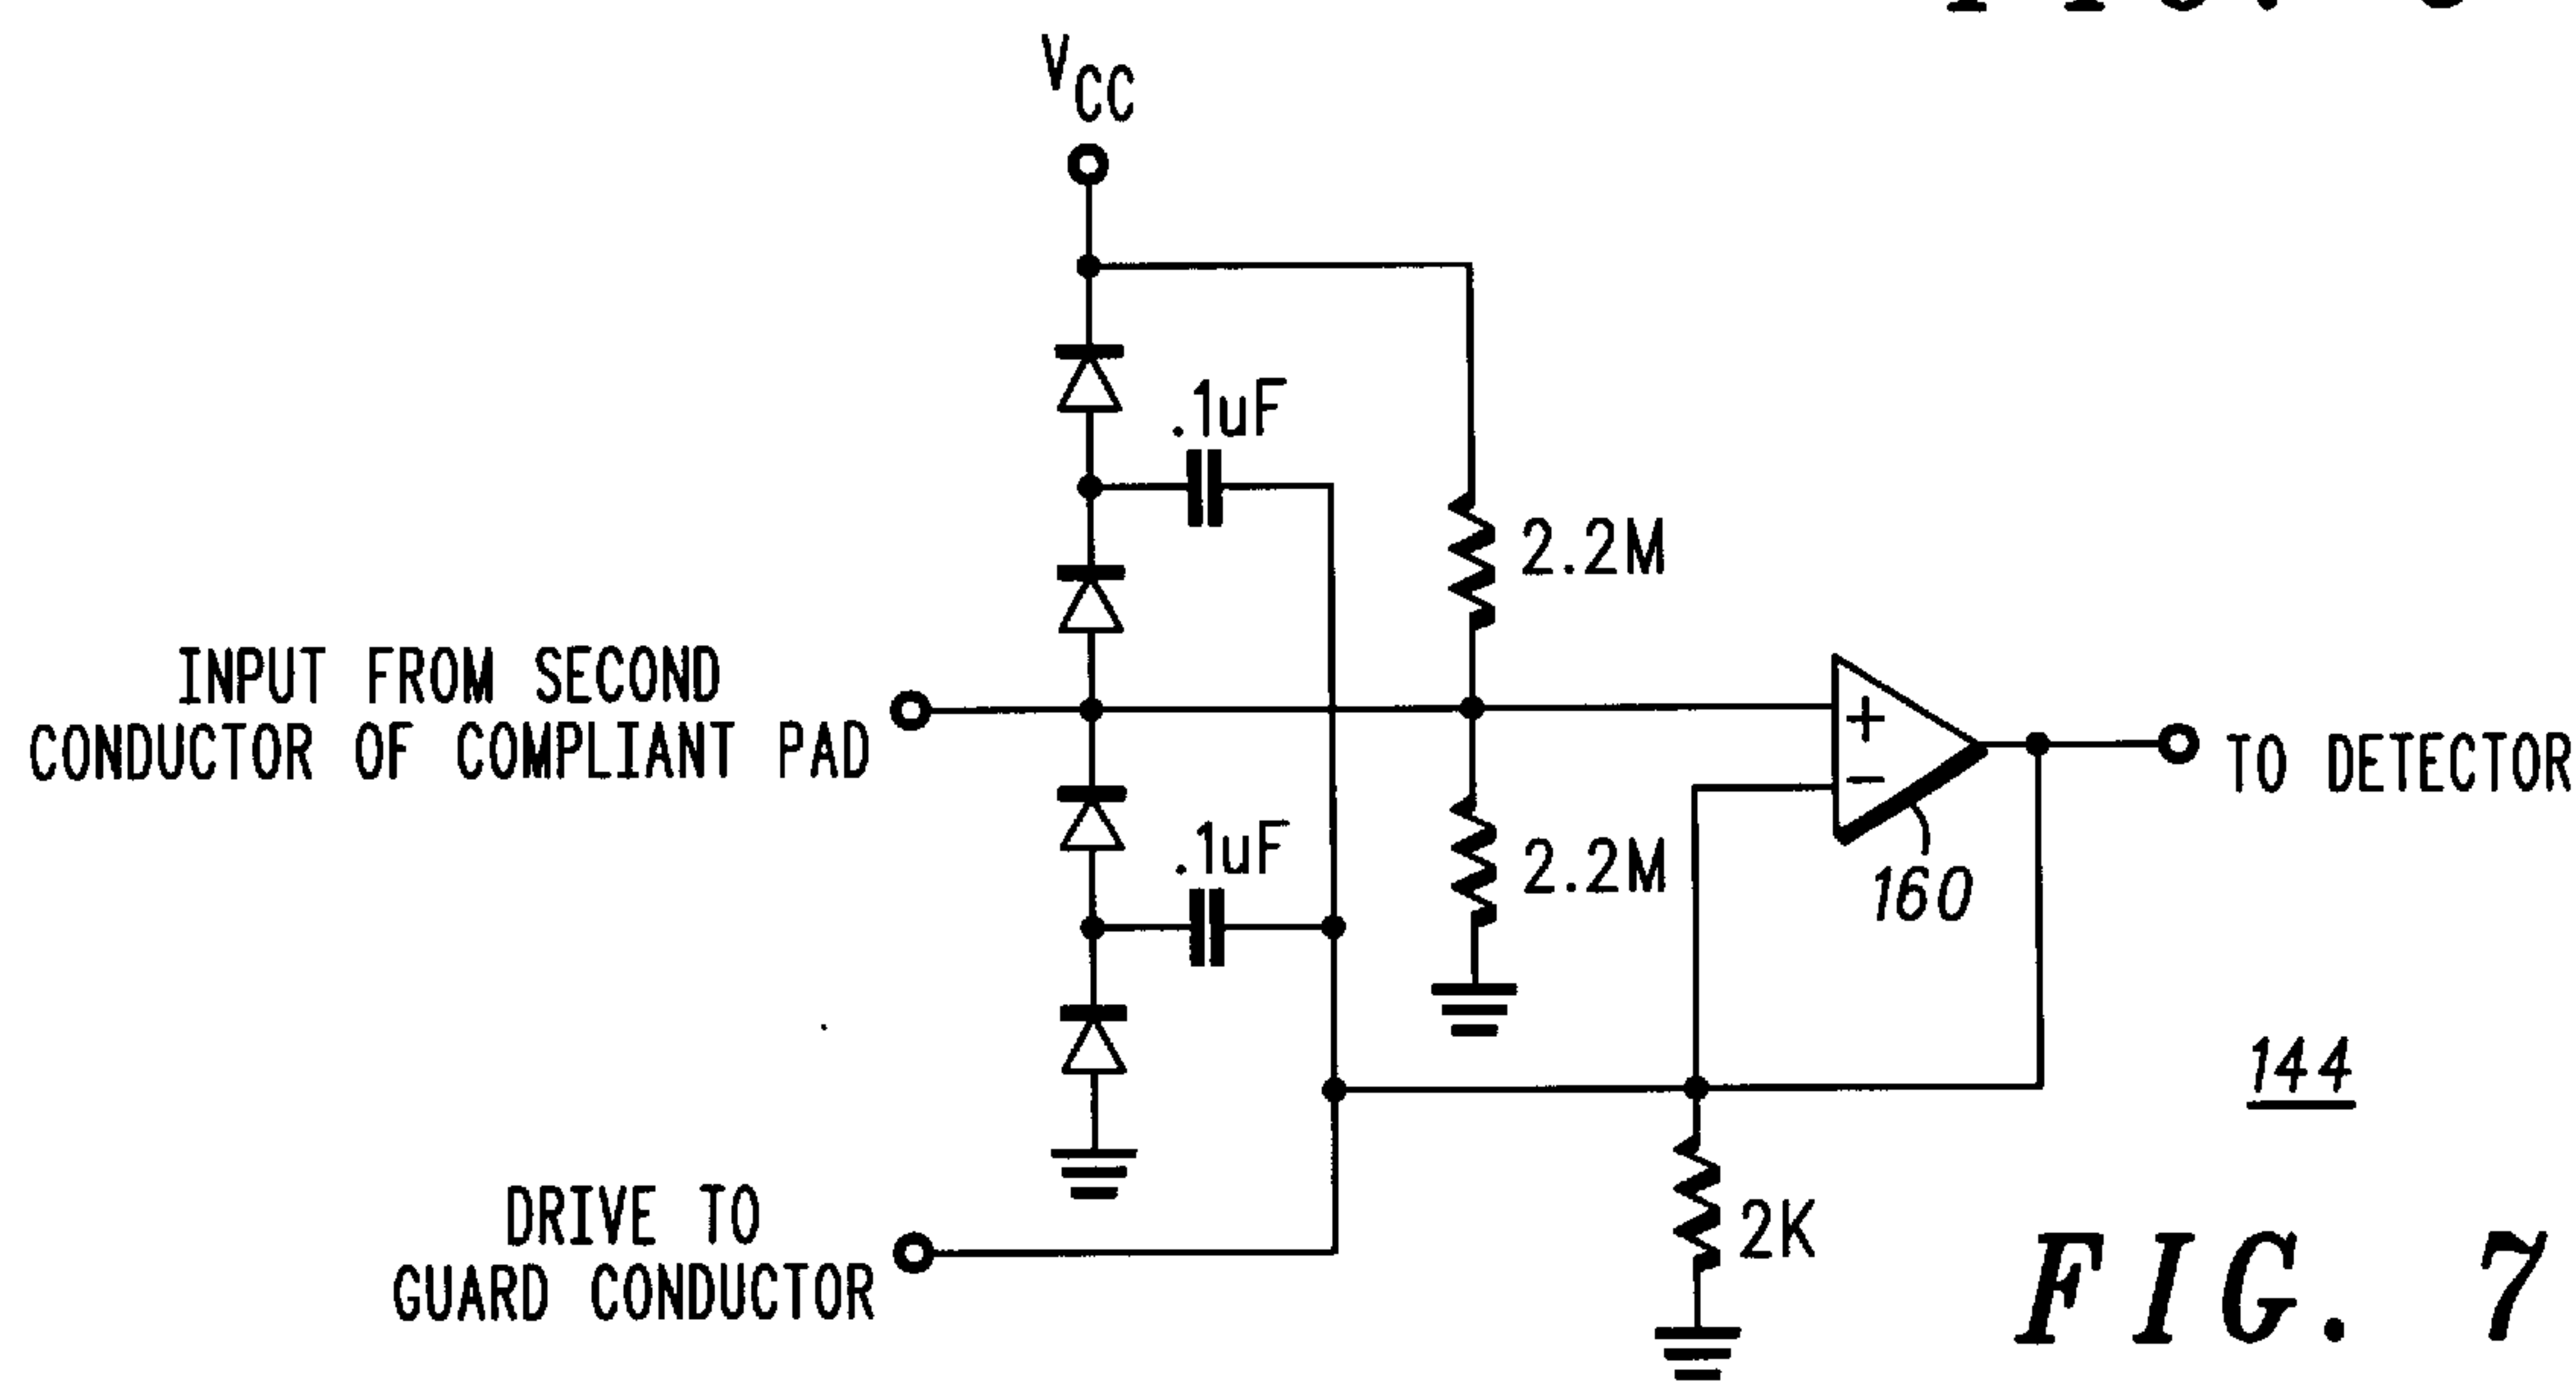 V CC
.1uF
2.2M
INPUT FROM SECOND
CONDUCTOR OF COMPLIANT PAD
+
−
TO DETECTOR
.1uF
2.2M
160
144
DRIVE TO
GUARD CONDUCTOR
2K
FIG. 7